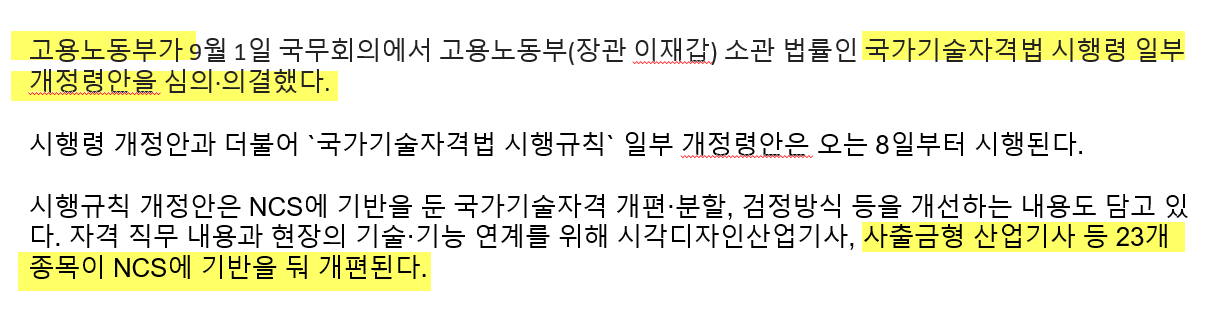 고용노동부가 9월 1일 국무회의에서 고용노동부(장관 이재갑) 소관 법률인 국가기술자격법 시행령 일부
개정령안을 심의·의결했다.
시행령 개정안과 더불어 `국가기술자격법 시행규칙` 일부 개정령안은 오는 8일부터 시행된다.
시행규칙 개정안은 NCS에 기반을 둔 국가기술자격 개편·분할, 검정방식 등을 개선하는 내용도 담고 있
다. 자격 직무 내용과 현장의 기술·기능 연계를 위해 시각디자인산업기사, 사출금형 산업기사 등 23개
종목이 NCS에 기반을 둬 개편된다.